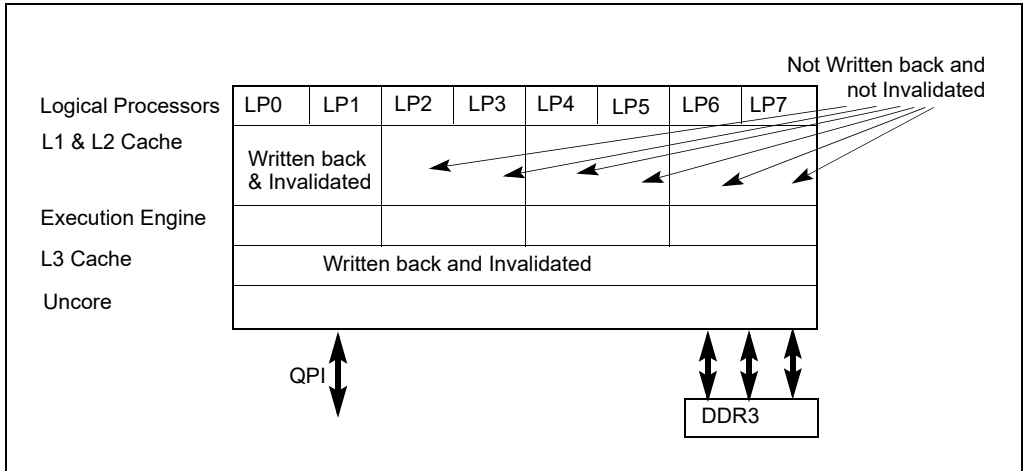 Not Written back and
not Invalidated
Logical Processors LP0 LP1 LP2 LP3 LP4 LP5 LP6 LP7
L1 & L2 Cache
Written back
& Invalidated
Execution Engine
L3 Cache Written back and Invalidated
Uncore
QPI
DDR3